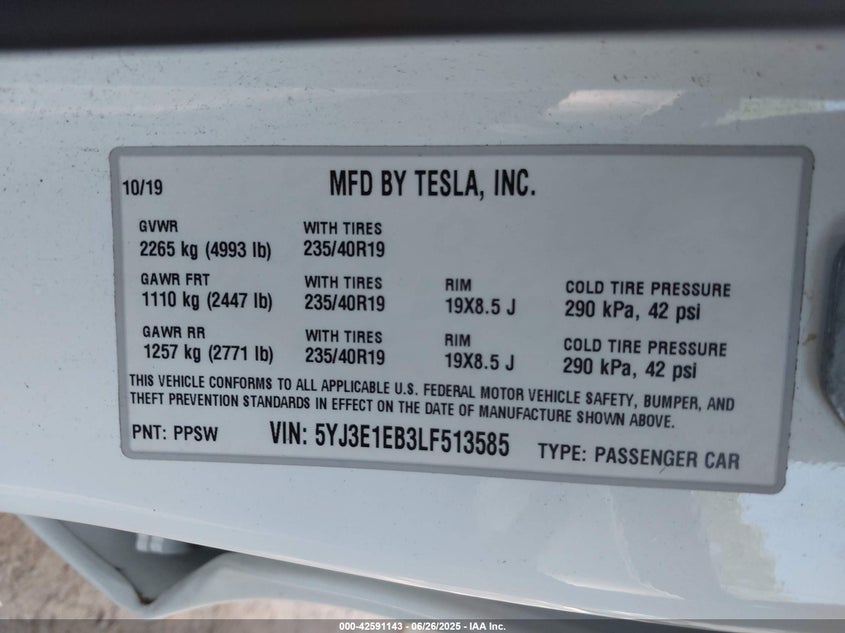 10/19 MFD BY TESLA, INC.
GVWR WITH TIRES
2265 kg (4993 lb) 235/40R19
GAWR FRT WITH TIRES RIM COLD TIRE PRESSURE
1110 kg (2447 lb) 235/40R19 19X8.5 J 290 kPa, 42 psi
GAWR RR WITH TIRES RIM COLD TIRE PRESSURE
1257 kg (2771 lb) 235/40R19 19X8.5 J 290 kPa, 42 psi
THIS VEHICLE CONFORMS TO ALL APPLICABLE U.S. FEDERAL MOTOR VEHICLE SAFETY, BUMPER, AND
THEFT PREVENTION STANDARDS IN EFFECT ON THE DATE OF MANUFACTURE SHOWN ABOVE.
PNT: PPSW VIN: 5YJ3E1EB3LF513585 TYPE: PASSENGER CAR
000-42591143 - 06/26/2025 - IAA Inc.